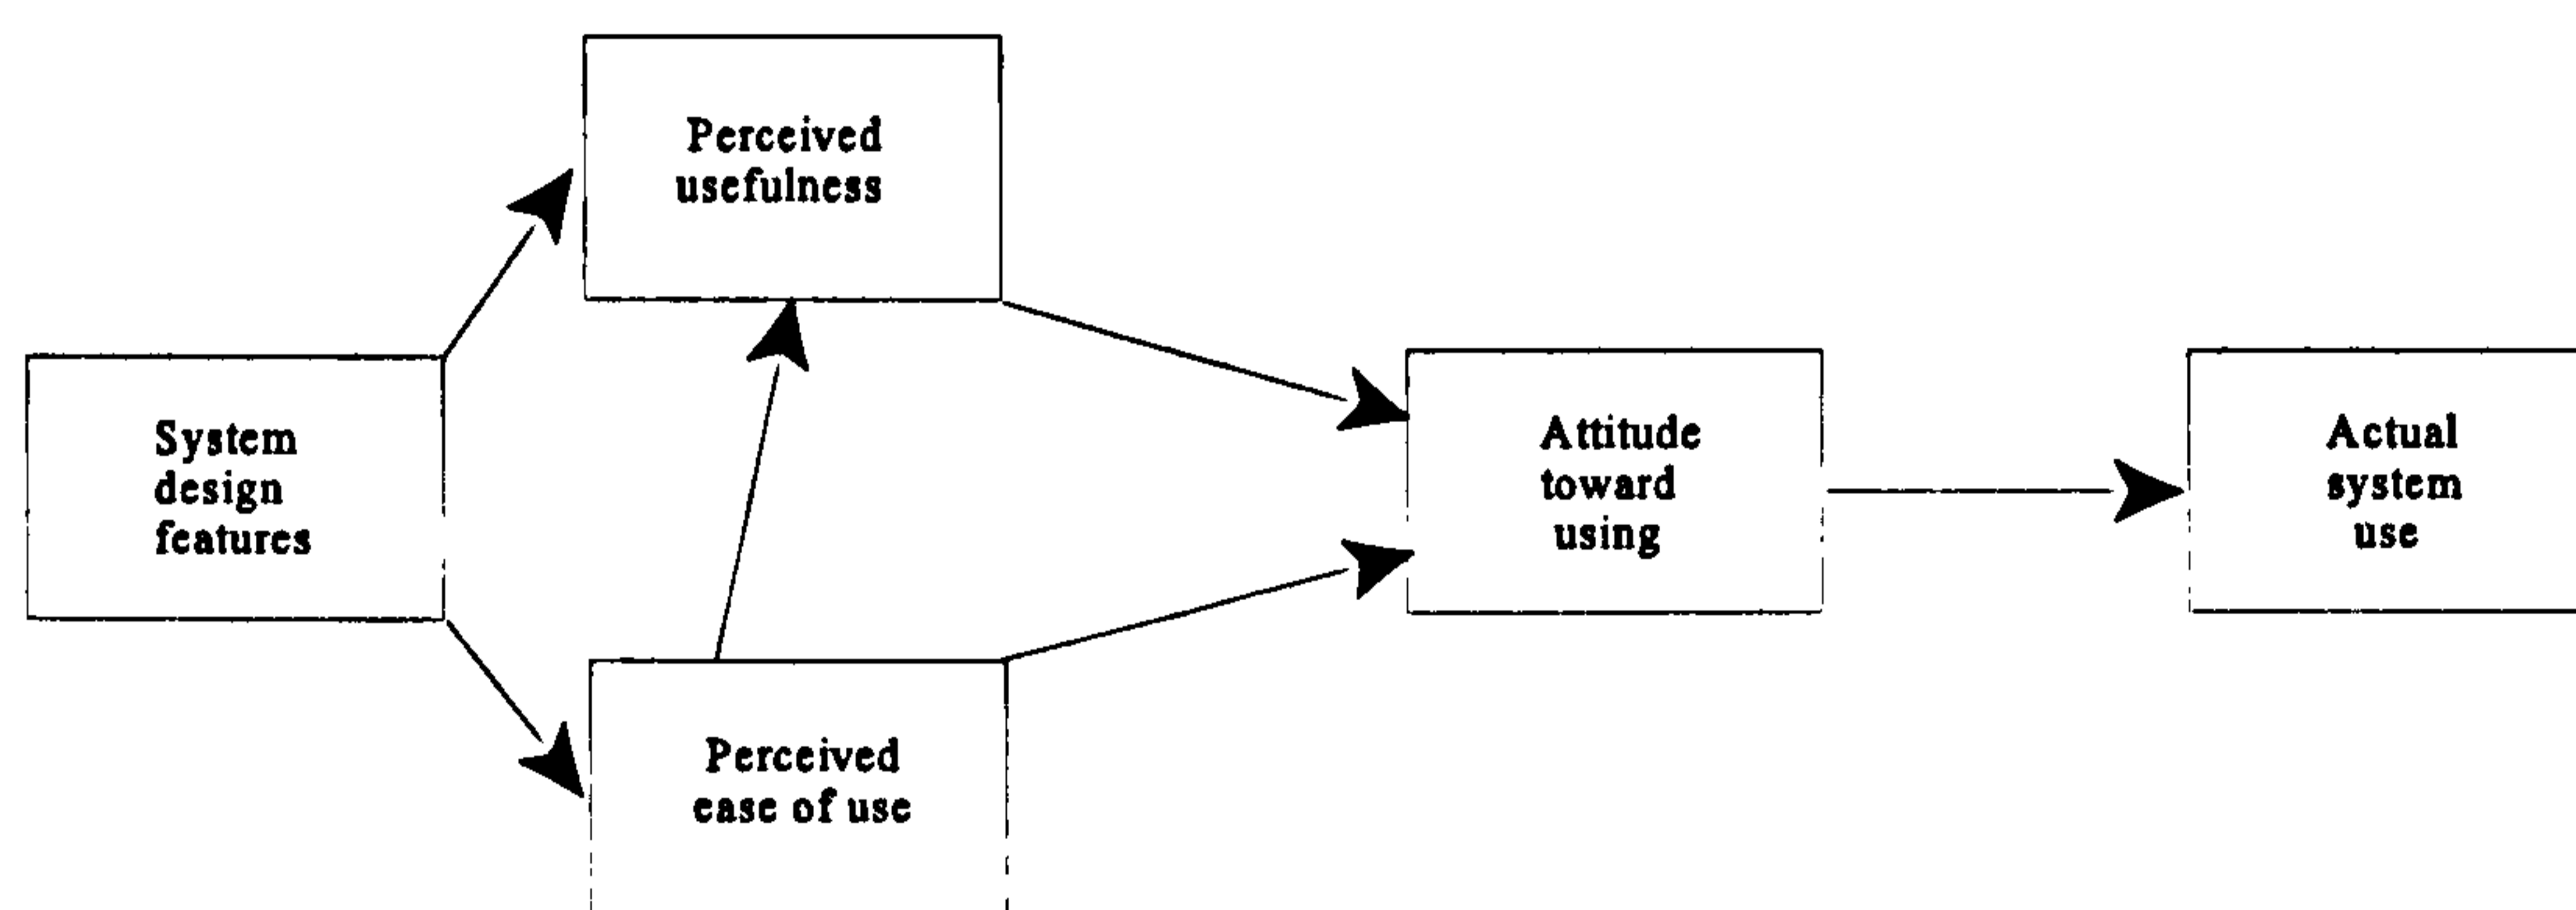 Perceived
usefulness
System
design
features
Attitude
toward
using
Actual
system
use
Perceived
ease of use